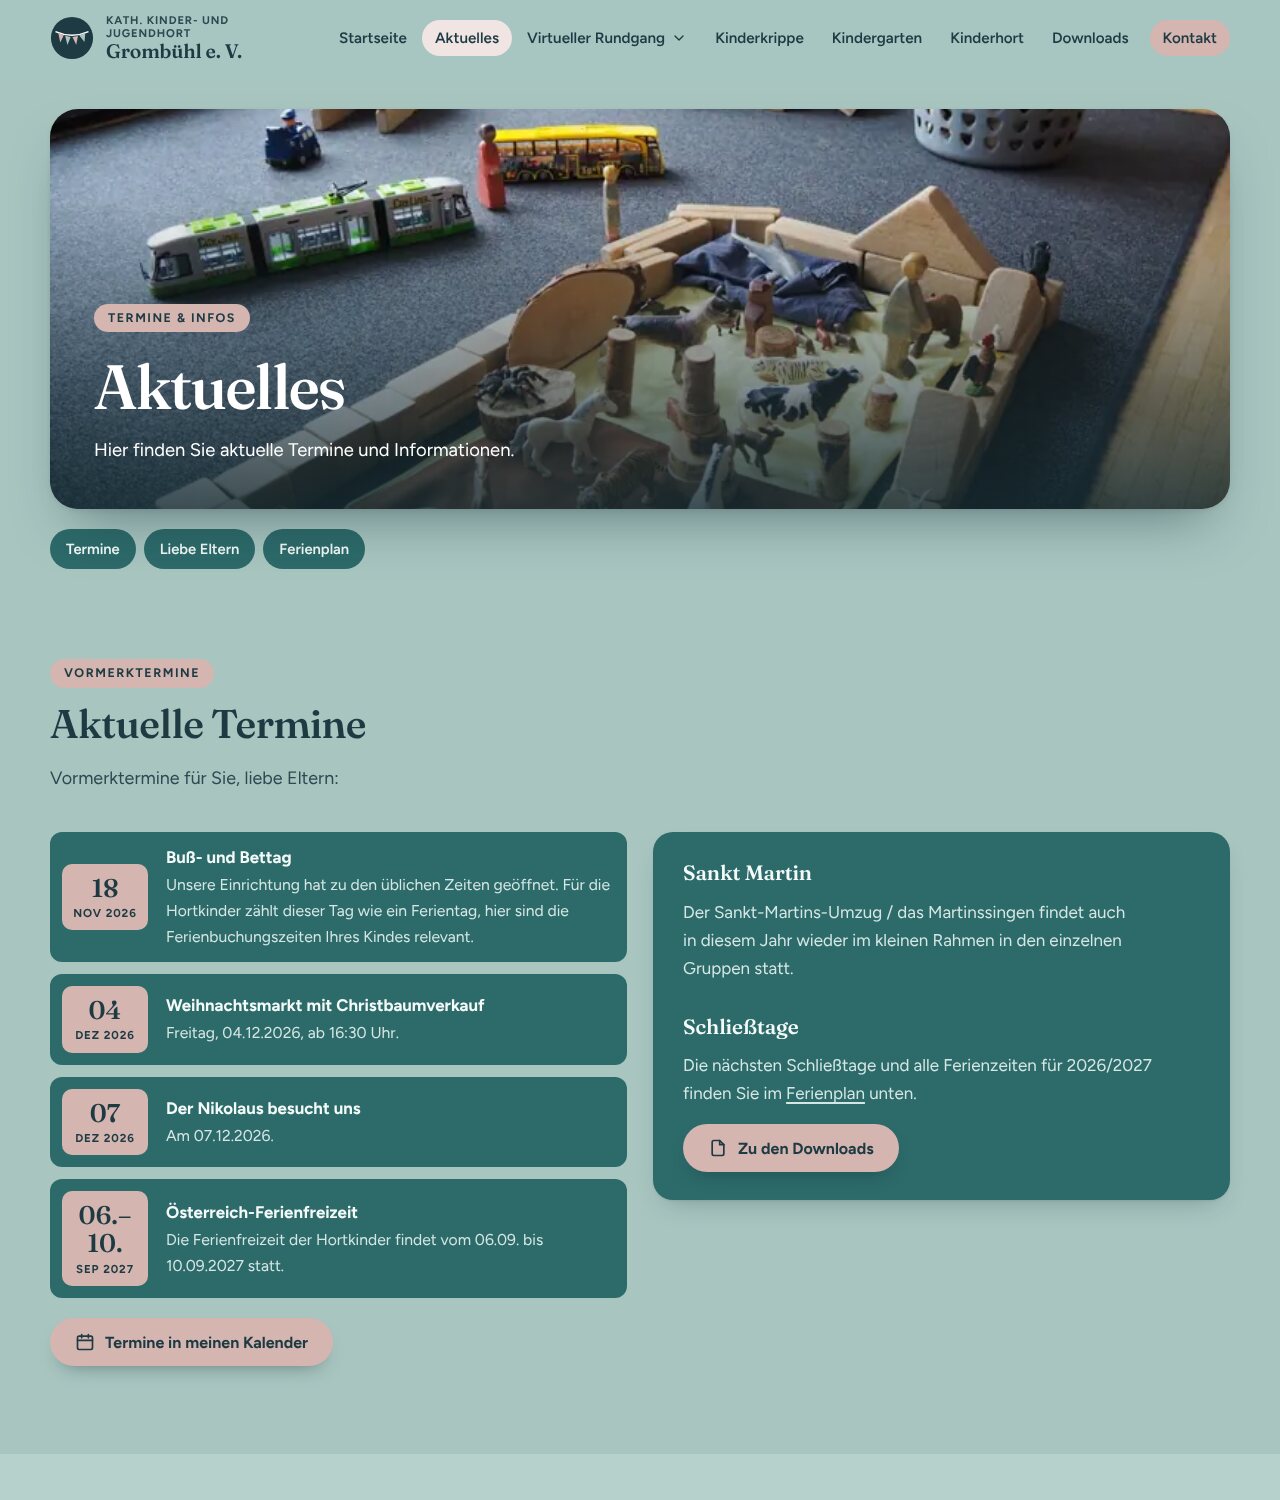 KATH. KINDER- UND
JUGENDHORT
Grombühl e. V.
Startseite
Aktuelles
Virtueller Rundgang
Kinderkrippe
Kindergarten
Kinderhort
Downloads
Kontakt
TERMINE & INFOS
Aktuelles
Hier finden Sie aktuelle Termine und Informationen.
Termine
Liebe Eltern
Ferienplan
VORMERKTERMINE
Aktuelle Termine
Vormerktermine für Sie, liebe Eltern:
18
NOV 2026
Buß- und Bettag
Unsere Einrichtung hat zu den üblichen Zeiten geöffnet. Für die
Hortkinder zählt dieser Tag wie ein Ferientag, hier sind die
Ferienbuchungszeiten Ihres Kindes relevant.
04
DEZ 2026
Weihnachtsmarkt mit Christbaumverkauf
Freitag, 04.12.2026, ab 16:30 Uhr.
07
DEZ 2026
Der Nikolaus besucht uns
Am 07.12.2026.
06.–
10.
SEP 2027
Österreich-Ferienfreizeit
Die Ferienfreizeit der Hortkinder findet vom 06.09. bis
10.09.2027 statt.
Termine in meinen Kalender
Sankt Martin
Der Sankt-Martins-Umzug / das Martinssingen findet auch
in diesem Jahr wieder im kleinen Rahmen in den einzelnen
Gruppen statt.
Schließtage
Die nächsten Schließtage und alle Ferienzeiten für 2026/2027
finden Sie im Ferienplan unten.
Zu den Downloads